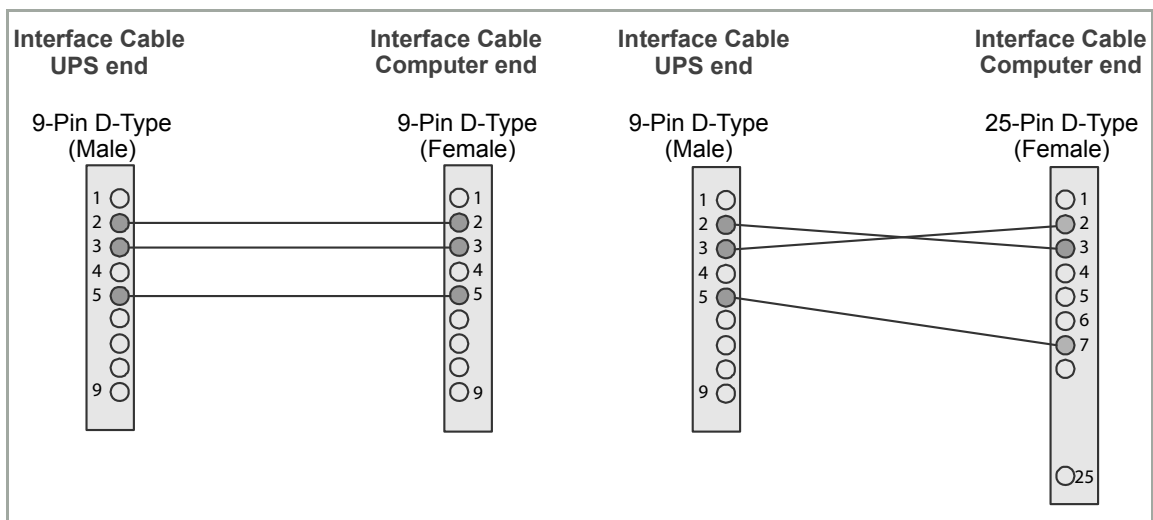 Interface Cable
UPS end
Interface Cable
Computer end
Interface Cable
UPS end
Interface Cable
Computer end
9-Pin D-Type
(Male)
9-Pin D-Type
(Female)
9-Pin D-Type
(Male)
25-Pin D-Type
(Female)
1
2
3
4
5
9
1
2
3
4
5
9
1
2
3
4
5
9
1
2
3
4
5
6
7
25